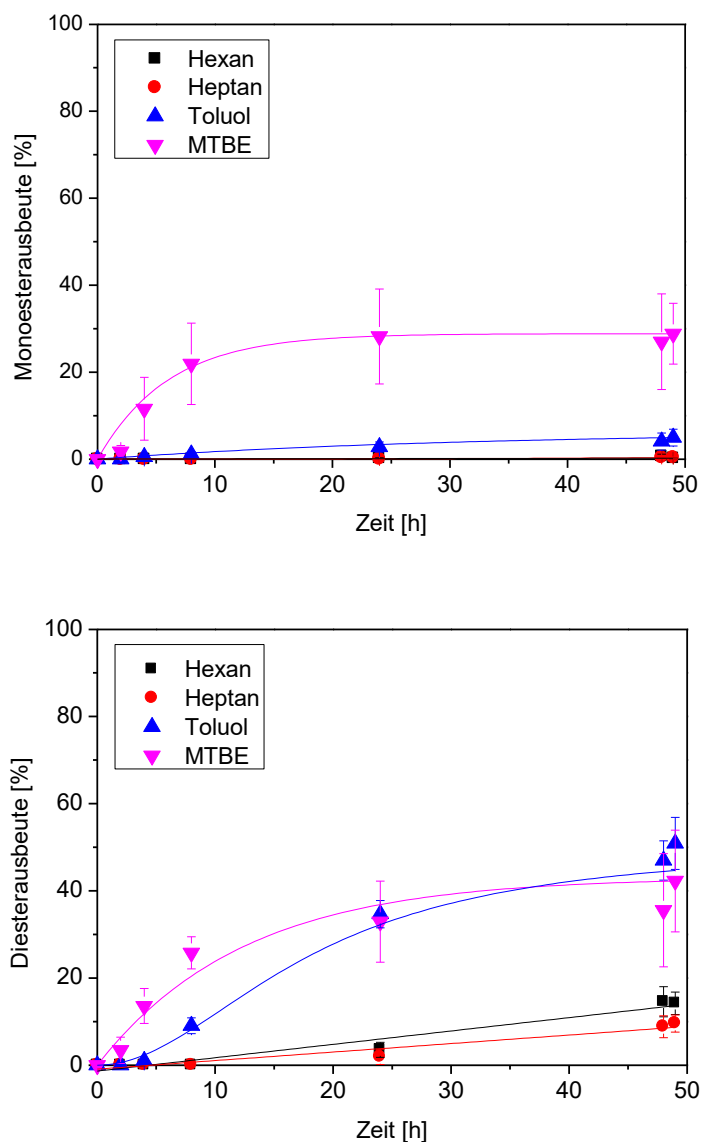 100
80
60
40
20
0
Monoesterausbeute [%]
Hexan
Heptan
Toluol
MTBE
0 10 20 30 40 50
Zeit [h]
100
80
60
40
20
0
Diesterausbeute [%]
Hexan
Heptan
Toluol
MTBE
0 10 20 30 40 50
Zeit [h]